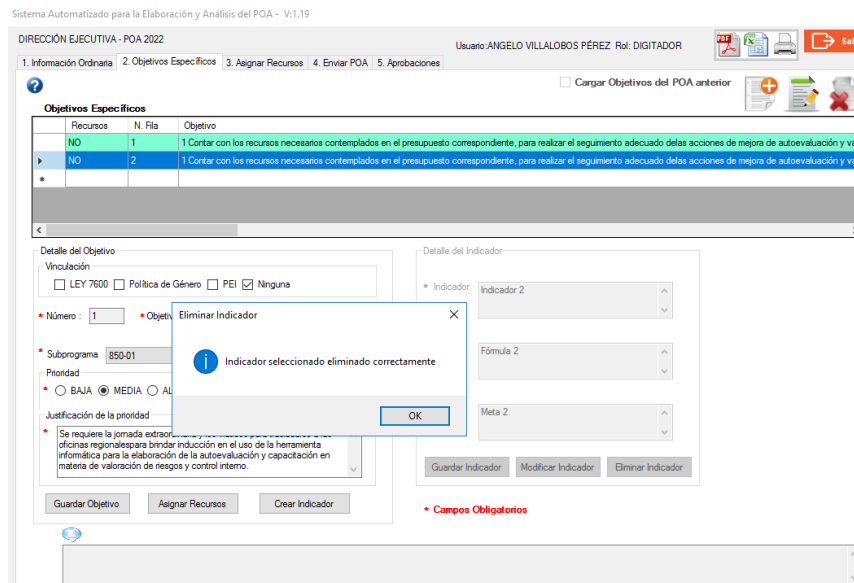 Sistema Automatizado para la Elaboración y Análisis del POA - V:1.19
DIRECCIÓN EJECUTIVA - POA 2022
Usuario:ANGELO VILLALOBOS PÉREZ Rol: DIGITADOR
PDF
Sal
1. Información Ordinaria 2. Objetivos Específicos 3. Asignar Recursos 4. Enviar POA 5. Aprobaciones
Cargar Objetivos del POA anterior
Objetivos Específicos
Recursos N. Fila Objetivo
NO 1 1 Contar con los recursos necesarios contemplados en el presupuesto correspondiente, para realizar el seguimiento adecuado delas acciones de mejora de autoevaluación y va
NO 2 1 Contar con los recursos necesarios contemplados en el presupuesto correspondiente, para realizar el seguimiento adecuado delas acciones de mejora de autoevaluación y va
Detalle del Objetivo
Vinculación
LEY 7600 Política de Género PEI Ninguna
* Número : 1 * Objetiv
* Subprograma 850-01
Prioridad
* BAJA MEDIA AL
Justificación de la prioridad
* Se requiere la jornada
oficinas regionalespara brindar inducción en el uso de la herramienta
informática para la elaboración de la autoevaluación y capacitación en
materia de valoración de riesgos y control interno.
Guardar Objetivo Asignar Recursos Crear Indicador
Eliminar Indicador
Indicador seleccionado eliminado correctamente
OK
Detalle del Indicador
* Indicador Indicador 2
Fórmula 2
Meta 2
Guardar Indicador Modificar Indicador Eliminar Indicador
* Campos Obligatorios